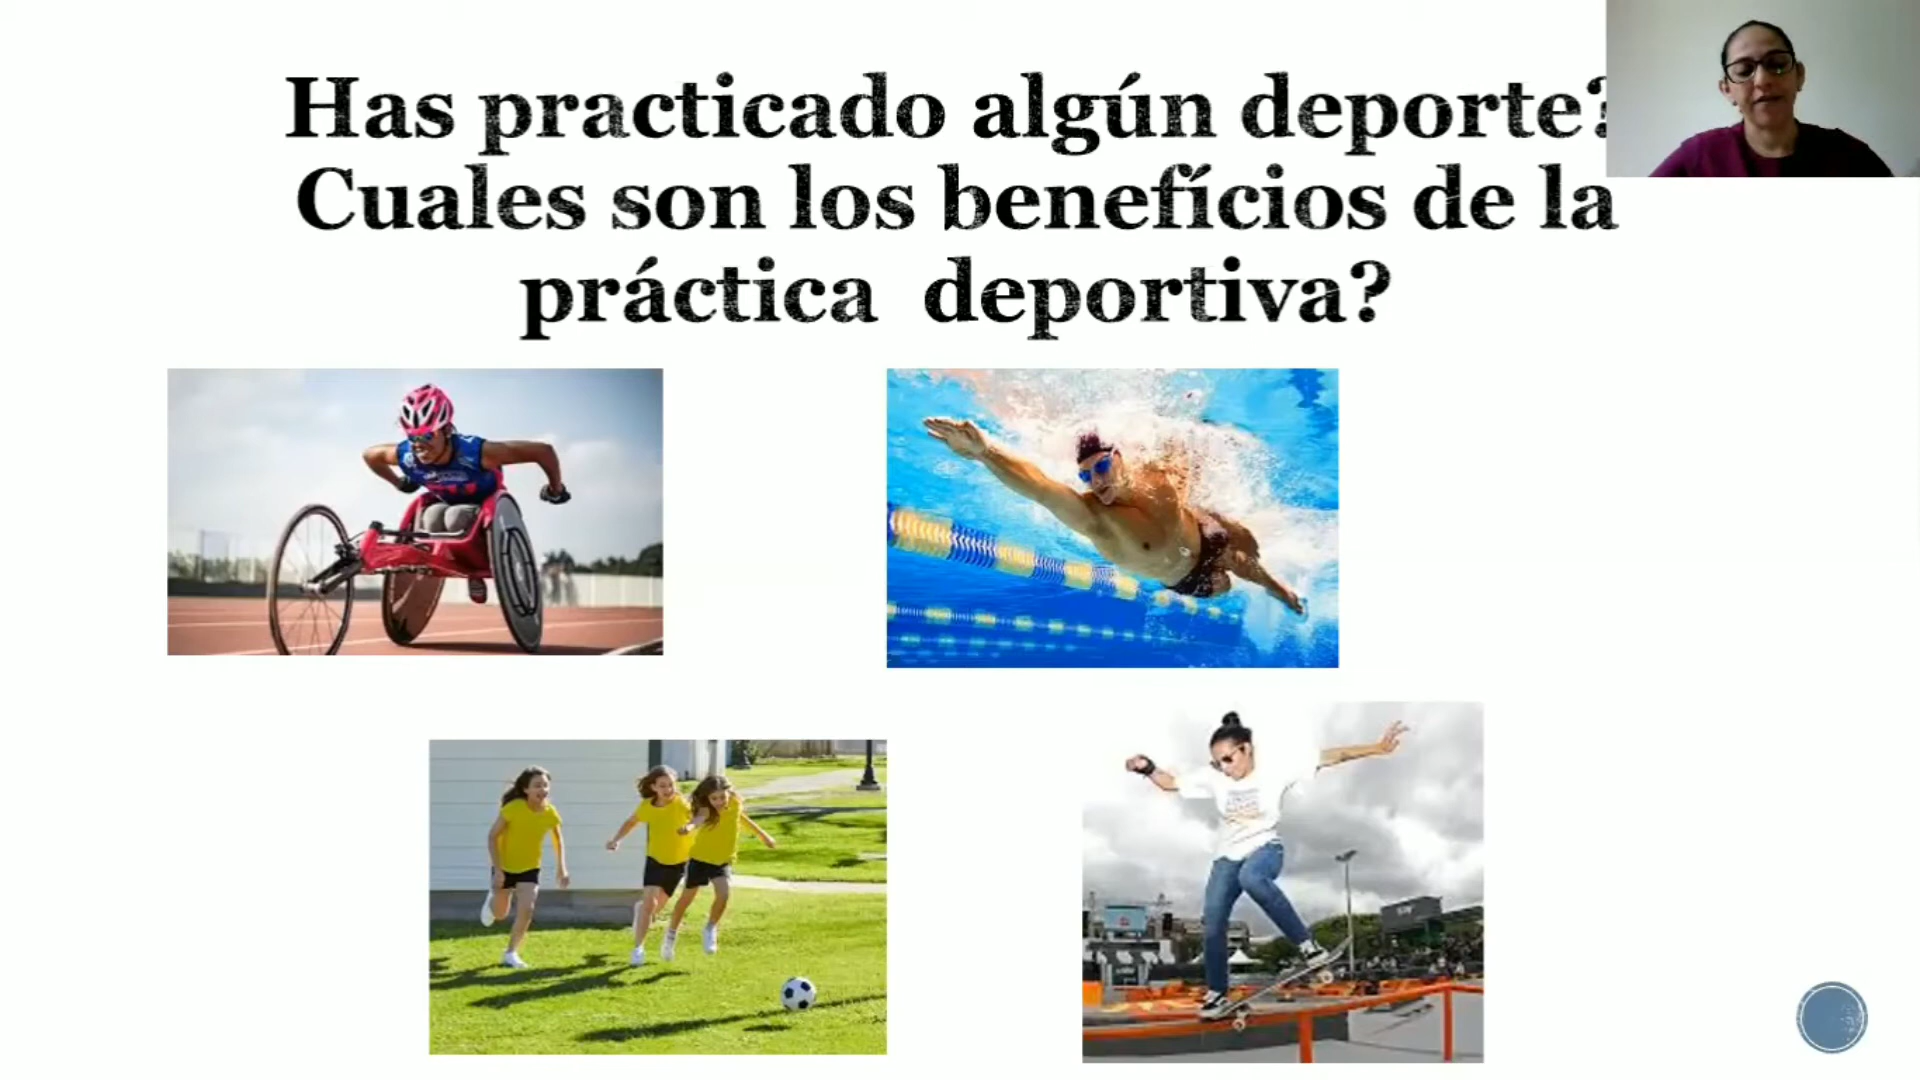 Has practicado algún deporte?
Cuales son los benefícios de la
práctica deportiva?